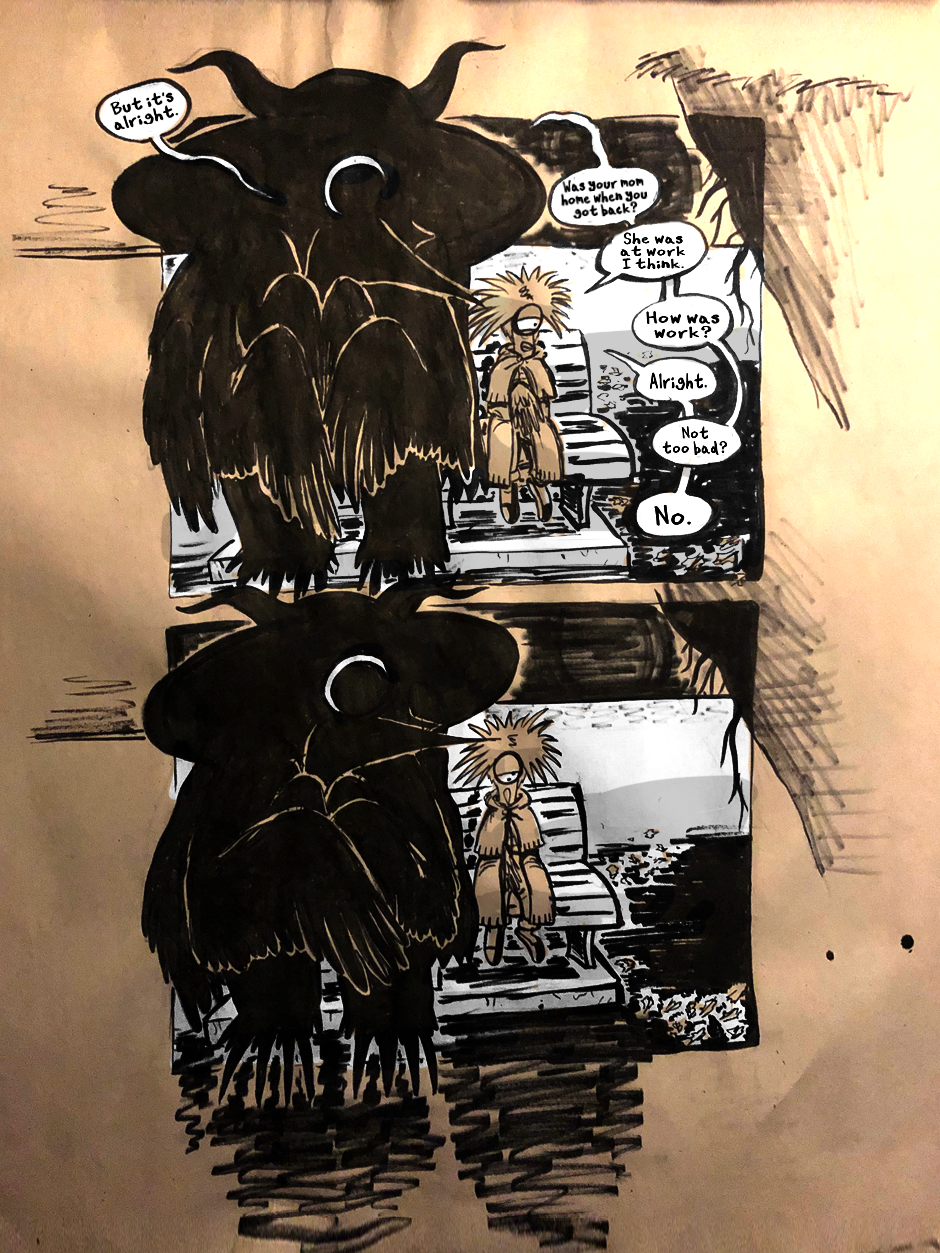 But it's
alright.
Was your mom
home when you
got back?
She was
at work
I think.
How was
work?
Alright.
Not
too bad?
No.